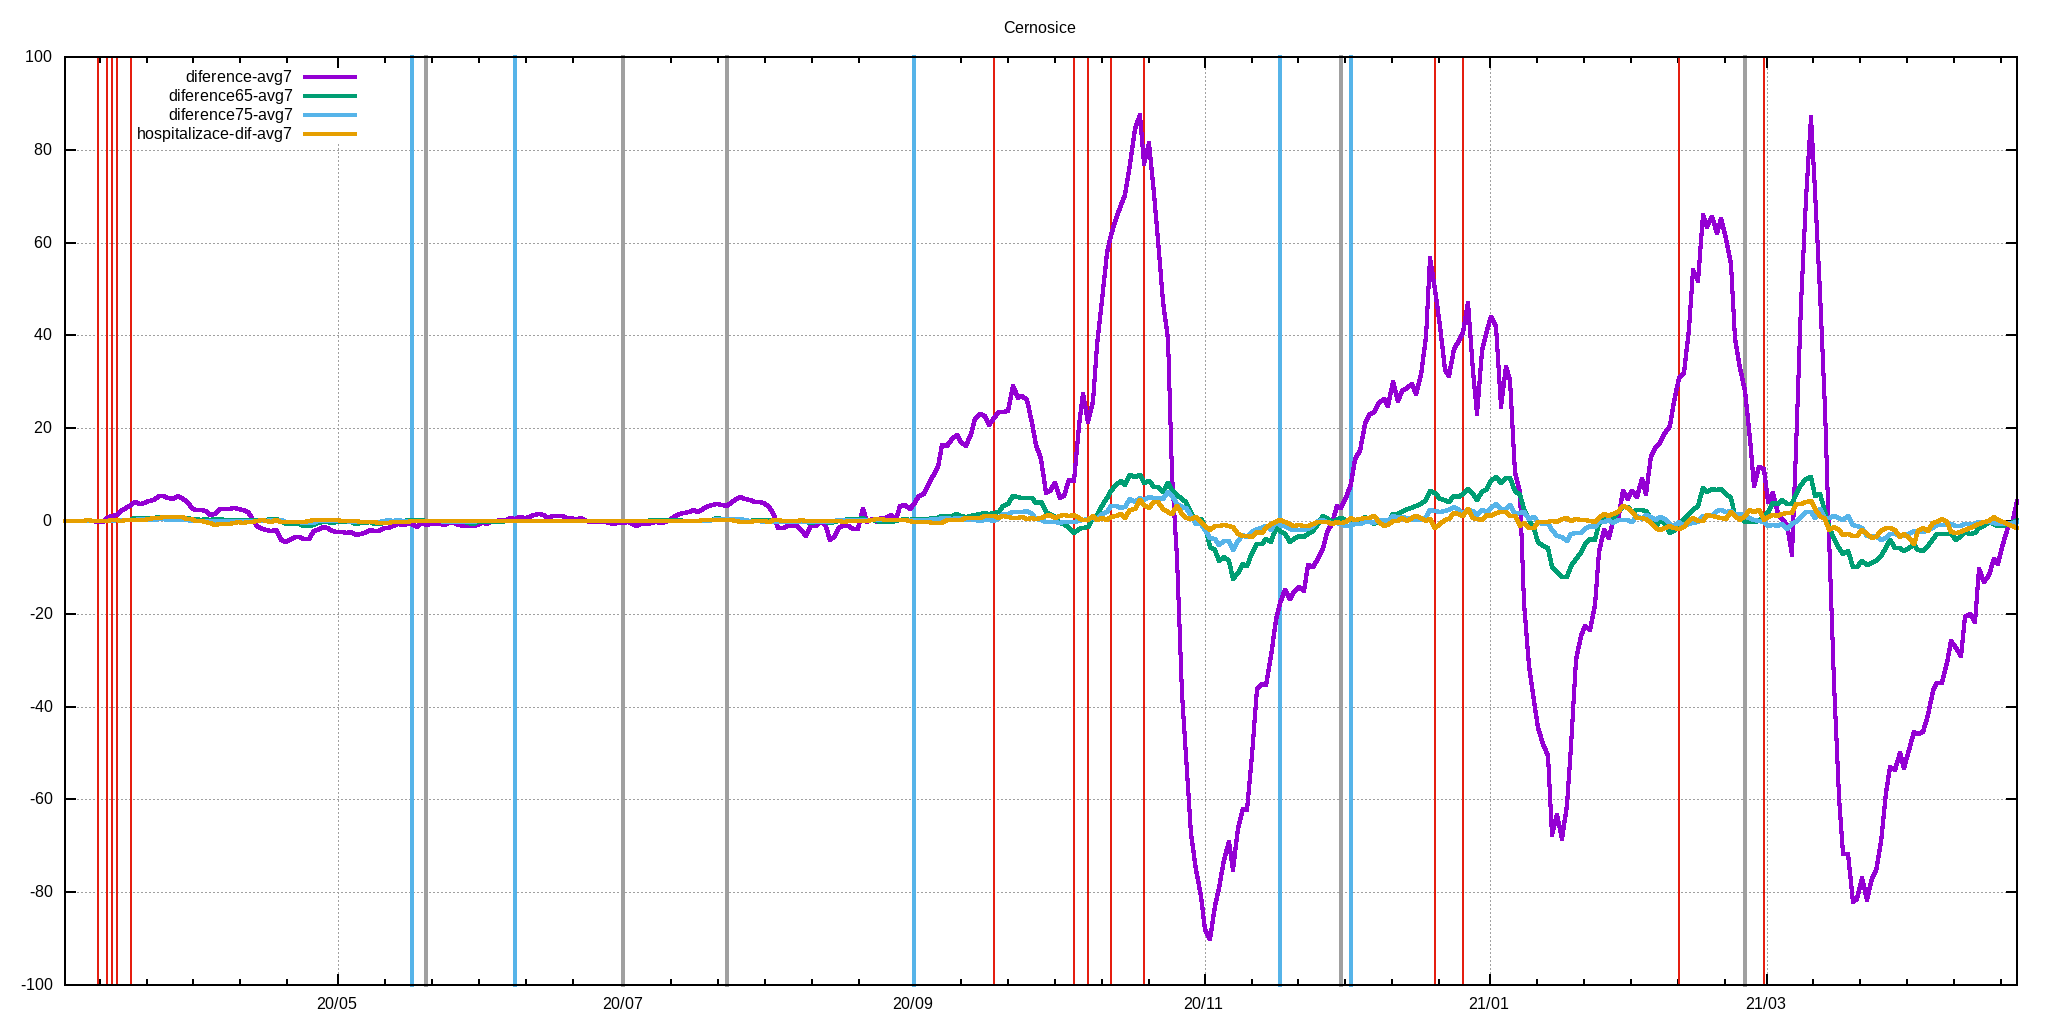 Cernosice
100
80
60
40
20
0
-20
-40
-60
-80
-100
diference-avg7
diference65-avg7
diference75-avg7
hospitalizace-dif-avg7
20/05 20/07 20/09 20/11 21/01 21/03